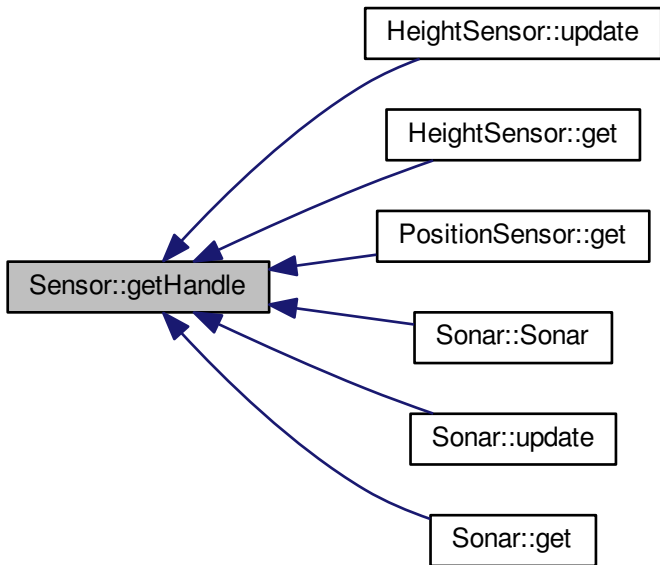 HeightSensor::update
HeightSensor::get
PositionSensor::get
Sensor::getHandle
Sonar::Sonar
Sonar::update
Sonar::get